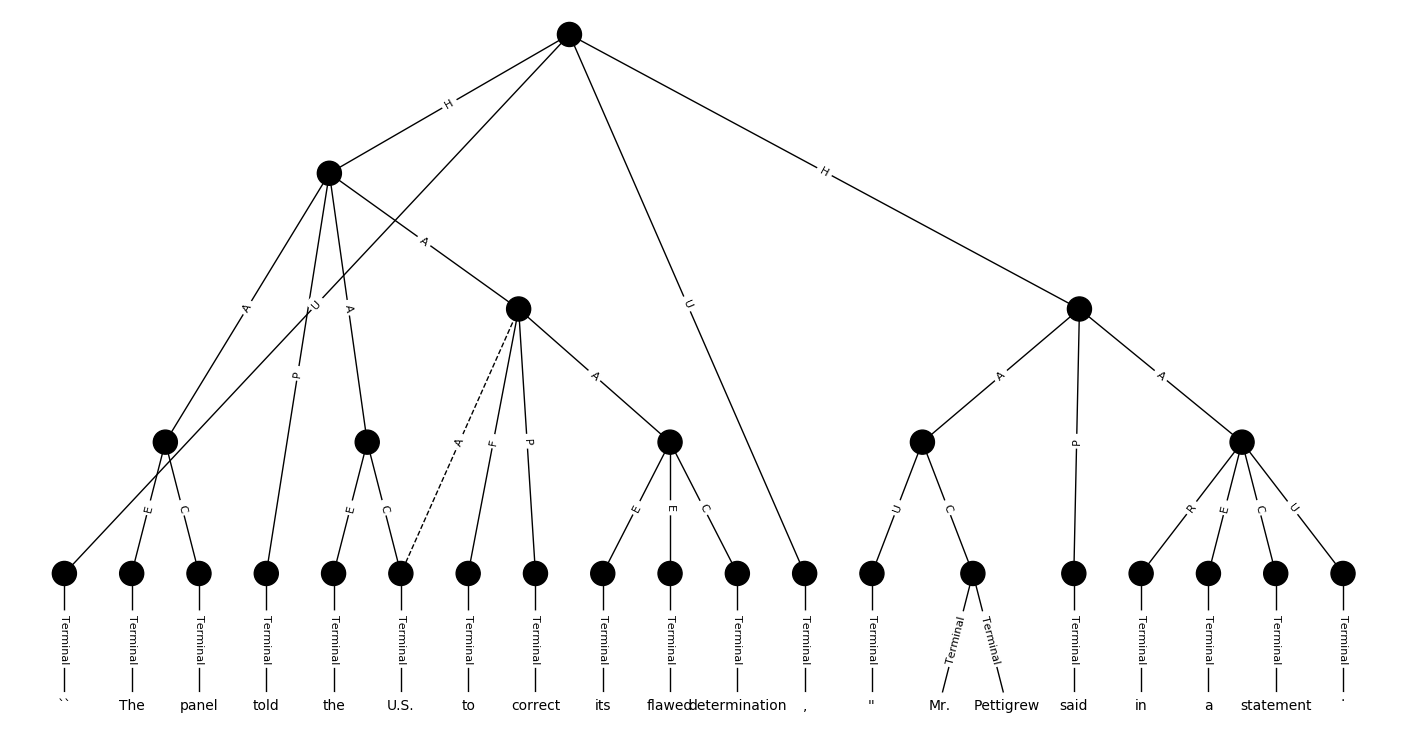 H
H
A
U
A
U
P
A
A
A
A
E
C
E
C
A
F
P
E
E
C
U
C
P
R
E
C
U
Terminal Terminal Terminal Terminal Terminal Terminal Terminal Terminal Terminal Terminal Terminal Terminal Terminal Terminal Terminal Terminal Terminal Terminal Terminal Terminal
`` The panel told the U.S. to correct its flawed determination , " Mr. Pettigrew said in a statement .